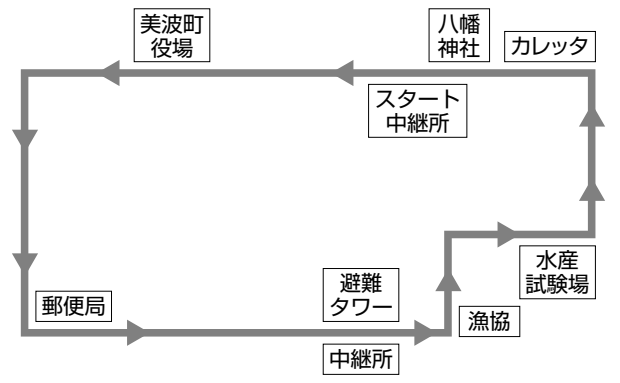 美波町
役場
八幡
神社
カレッタ
スタート
中継所
水産
試験場
避難
タワー
郵便局
漁協
中継所